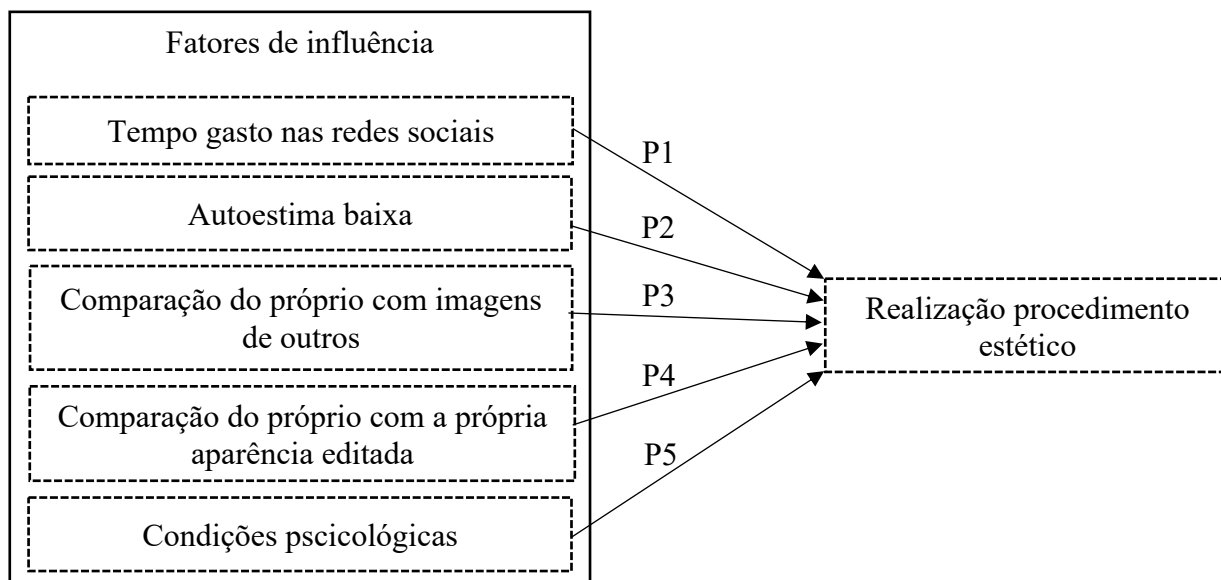 Fatores de influência
Tempo gasto nas redes sociais
Autoestima baixa
Comparação do próprio com imagens
de outros
Comparação do próprio com a própria
aparência editada
Condições pscicológicas
P1
P2
P3
P4
P5
Realização procedimento
estético